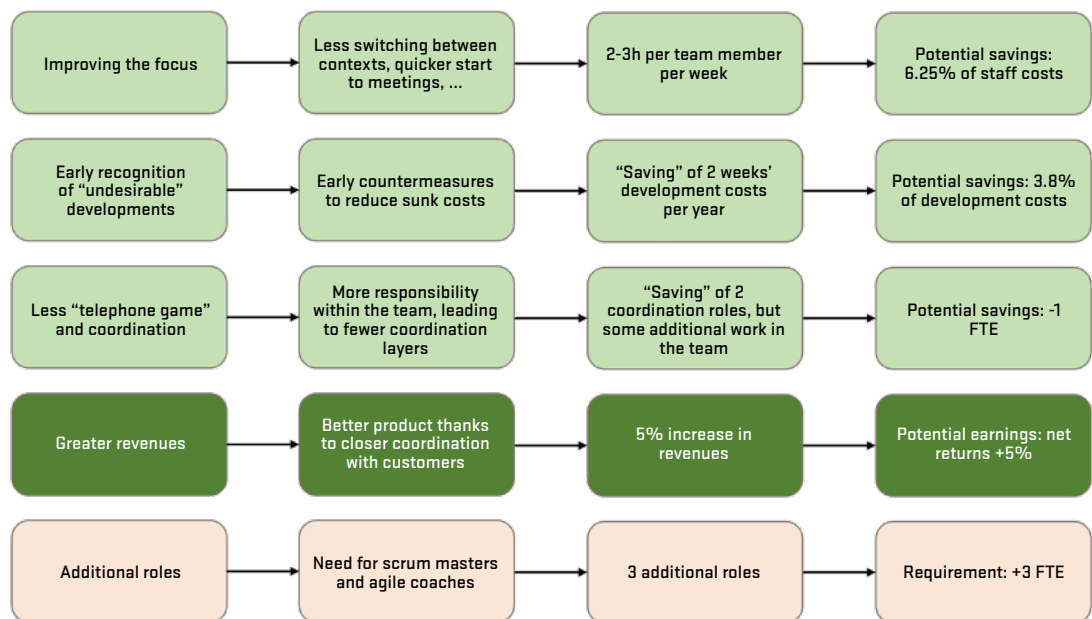 Improving the focus
Less switching between
contexts, quicker start
to meetings, ...
2-3h per team member
per week
Potential savings:
6.25% of staff costs
Early recognition
of “undesirable”
developments
Early countermeasures
to reduce sunk costs
“Saving” of 2 weeks’
development costs
per year
Potential savings: 3.8%
of development costs
Less “telephone game”
and coordination
More responsibility
within the team, leading
to fewer coordination
layers
“Saving” of 2
coordination roles, but
some additional work in
the team
Potential savings: -1
FTE
Greater revenues
Better product thanks
to closer coordination
with customers
5% increase in
revenues
Potential earnings: net
returns +5%
Additional roles
Need for scrum masters
and agile coaches
3 additional roles
Requirement: +3 FTE